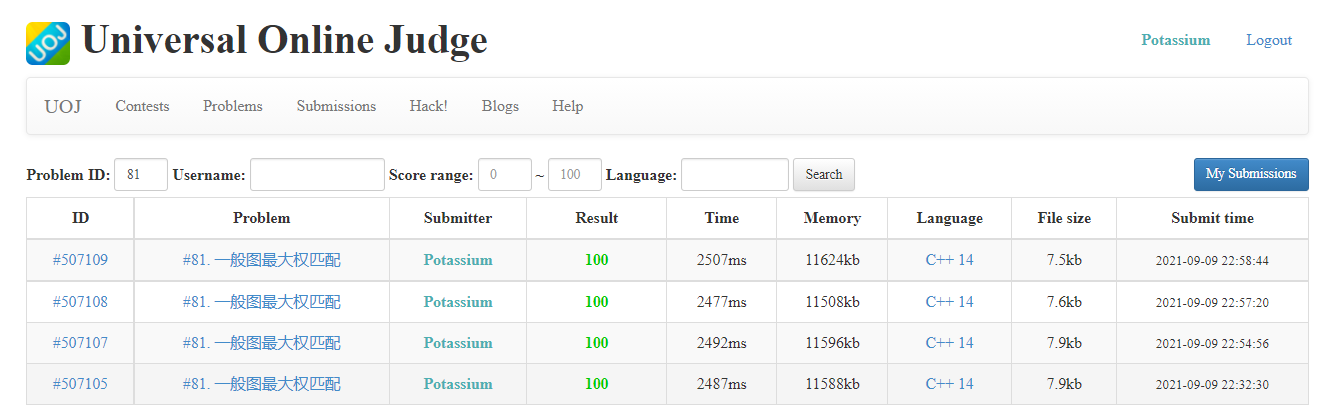 UOJ Universal Online Judge Potassium Logout
UOJ Contests Problems Submissions Hack! Blogs Help
Problem ID: 81 Username: Score range: 0 ~ 100 Language: Search My Submissions
ID Problem Submitter Result Time Memory Language File size Submit time
#507109 #81. 一般图最大权匹配 Potassium 100 2507ms 11624kb C++ 14 7.5kb 2021-09-09 22:58:44
#507108 #81. 一般图最大权匹配 Potassium 100 2477ms 11508kb C++ 14 7.6kb 2021-09-09 22:57:20
#507107 #81. 一般图最大权匹配 Potassium 100 2492ms 11596kb C++ 14 7.9kb 2021-09-09 22:54:56
#507105 #81. 一般图最大权匹配 Potassium 100 2487ms 11588kb C++ 14 7.9kb 2021-09-09 22:32:30